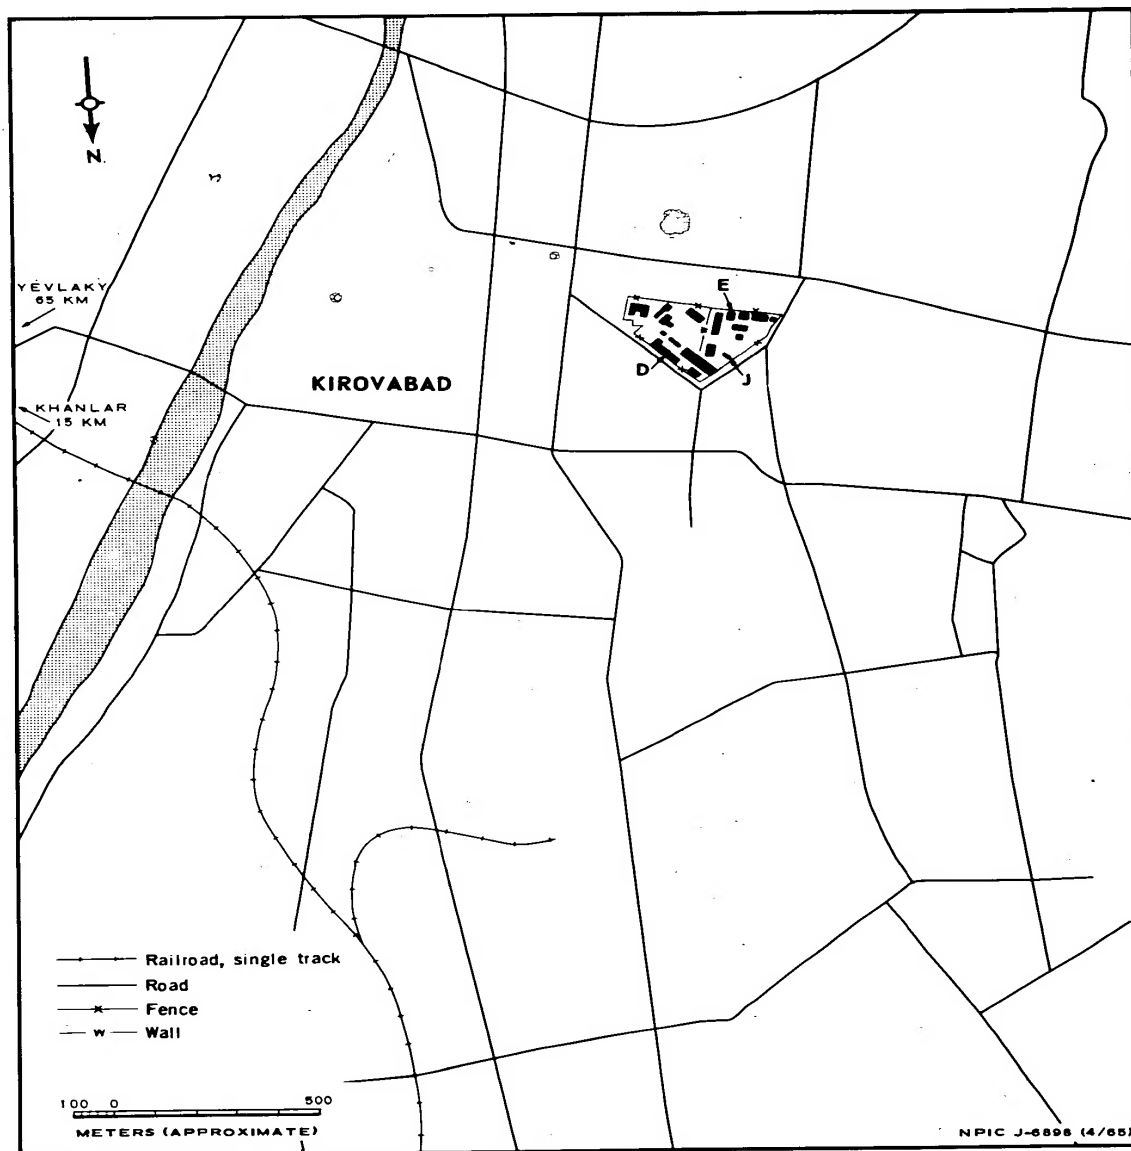 N
YEVLAKY
65 KM
E
KIROVABAD
D
J
KHANLAR
15 KM
Railroad, single track
Road
Fence
w Wall
100 0 500
METERS (APPROXIMATE)
NPIC J-6898 (4/65)